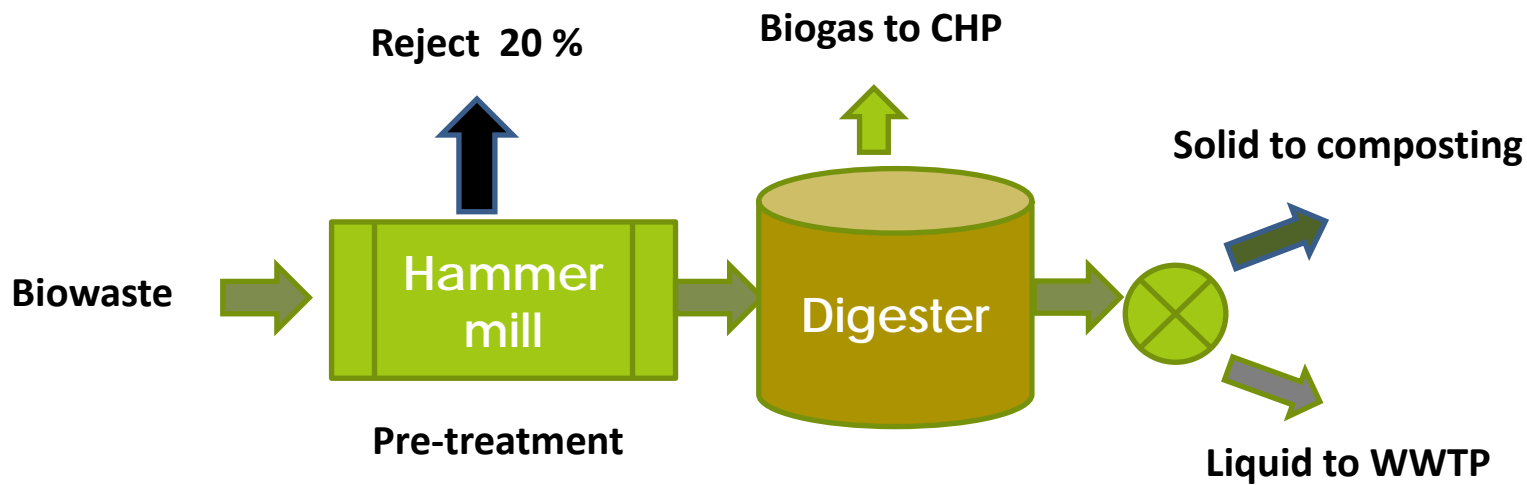 Reject 20 %
Biogas to CHP
Solid to composting
Biowaste
Hammer
mill
Digester
Pre-treatment
Liquid to WWTP